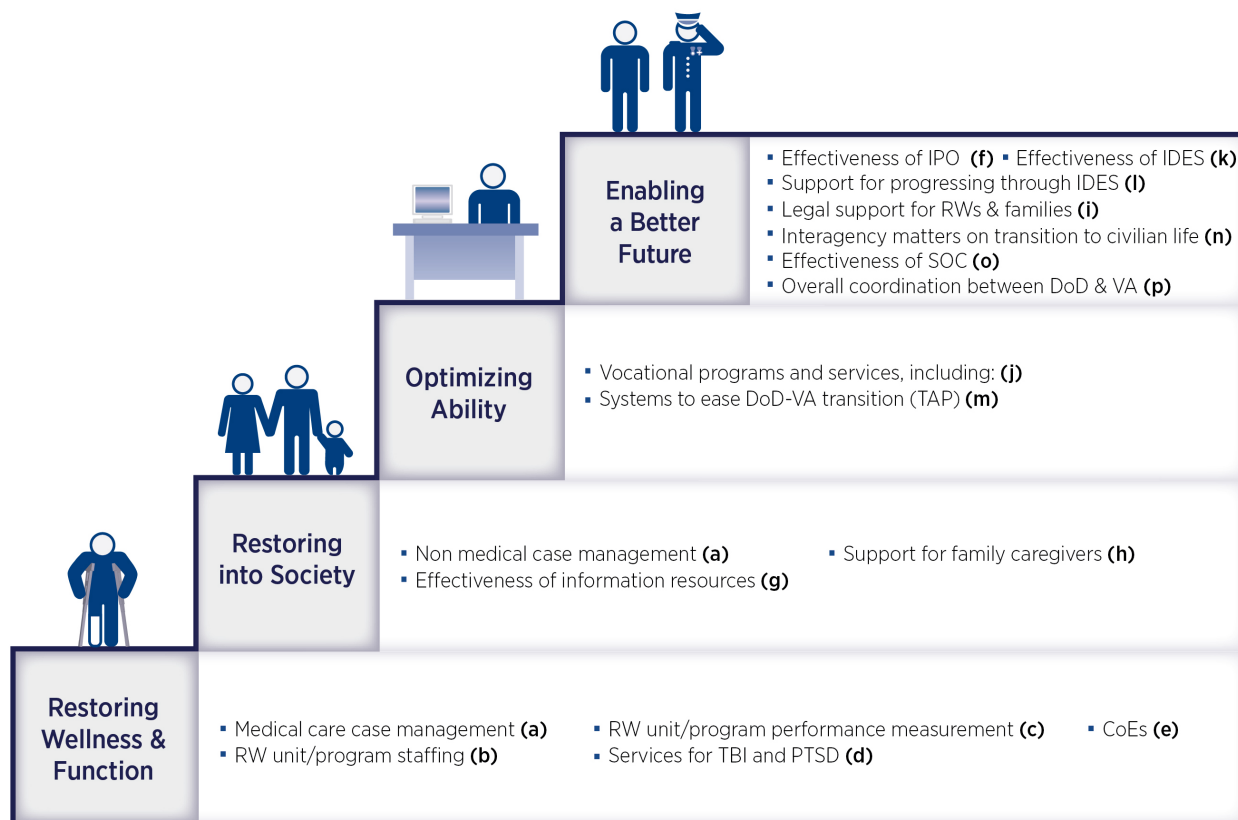 Enabling
a Better
Future
▪ Effectiveness of IPO (f) ▪ Effectiveness of IDES (k)
▪ Support for progressing through IDES (l)
▪ Legal support for RWs & families (i)
▪ Interagency matters on transition to civilian life (n)
▪ Effectiveness of SOC (o)
▪ Overall coordination between DoD & VA (p)
Optimizing
Ability
▪ Vocational programs and services, including: (j)
▪ Systems to ease DoD-VA transition (TAP) (m)
Restoring
into Society
▪ Non medical case management (a)
▪ Effectiveness of information resources (g)
▪ Support for family caregivers (h)
Restoring
Wellness &
Function
▪ Medical care case management (a)
▪ RW unit/program staffing (b)
▪ RW unit/program performance measurement (c)
▪ Services for TBI and PTSD (d)
▪ CoEs (e)